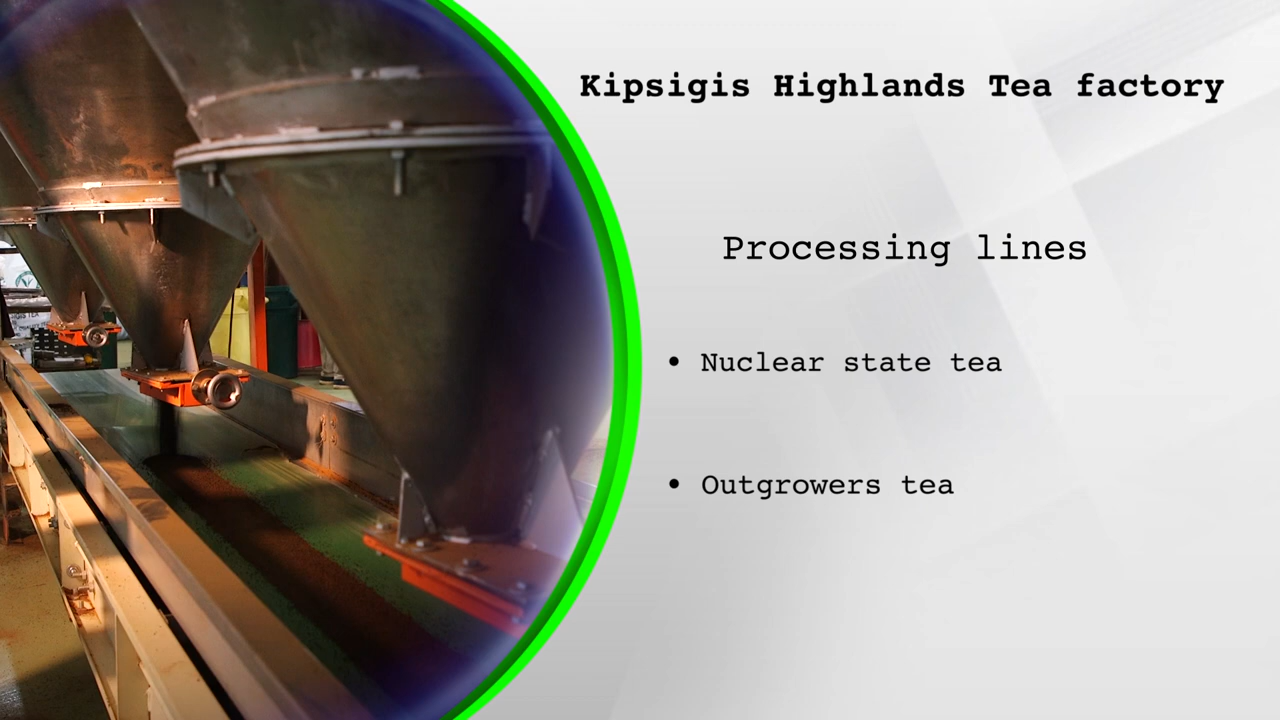 Kipsigis Highlands Tea factory
Processing lines
• Nuclear state tea
• Outgrowers tea